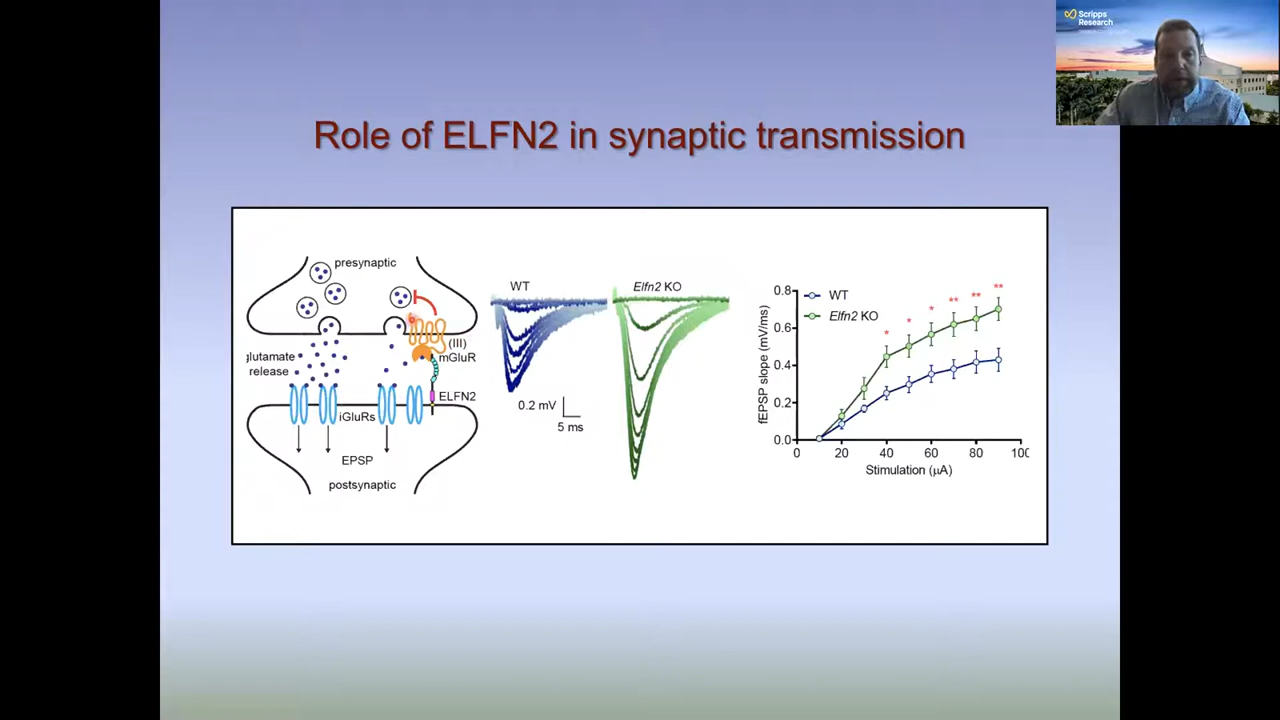 Scripps
Research
Role of ELFN2 in synaptic transmission
presynaptic
glutamate
release
(III)
mGluR
ELFN2
iGluRs
EPSP
postsynaptic
WT
Elfn2 KO
0.2 mV
5 ms
WT
Elfn2 KO
fEPSP slope (mV/ms)
0.8
0.6
0.4
0.2
0.0
* * * ** ** **
0 20 40 60 80 100
Stimulation (μA)